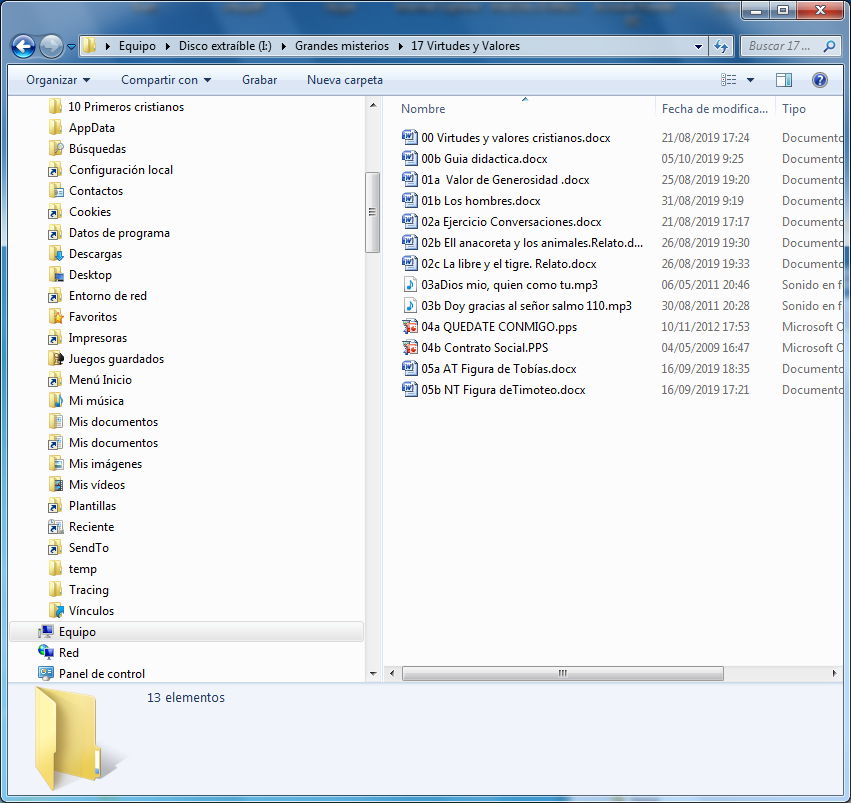 Equipo Disco extraíble (I:) Grandes misterios 17 Virtudes y Valores
Buscar 17 ...
Organizar Compartir con Grabar Nueva carpeta
10 Primeros cristianos
AppData
Búsquedas
Configuración local
Contactos
Cookies
Datos de programa
Descargas
Desktop
Entorno de red
Favoritos
Impresoras
Juegos guardados
Menú Inicio
Mi música
Mis documentos
Mis documentos
Mis imágenes
Mis vídeos
Plantillas
Reciente
SendTo
temp
Tracing
Vínculos
Equipo
Red
Panel de control
Nombre Fecha de modifica... Tipo
00 Virtudes y valores cristianos.docx 21/08/2019 17:24 Documento
00b Guia didactica.docx 05/10/2019 9:25 Documento
01a  Valor de Generosidad .docx 25/08/2019 19:20 Documento
01b Los hombres.docx 31/08/2019 9:19 Documento
02a Ejercicio Conversaciones.docx 21/08/2019 17:17 Documento
02b Ell anacoreta y los animales.Relato.d... 26/08/2019 19:30 Documento
02c La libre y el tigre. Relato.docx 26/08/2019 19:33 Documento
03aDios mio, quien como tu.mp3 06/05/2011 20:46 Sonido en f
03b Doy gracias al señor salmo 110.mp3 30/08/2011 20:28 Sonido en f
04a QUEDATE CONMIGO.pps 10/11/2012 17:53 Microsoft O
04b Contrato Social.PPS 04/05/2009 16:47 Microsoft O
05a AT Figura de Tobías.docx 16/09/2019 18:35 Documento
05b NT Figura deTimoteo.docx 16/09/2019 17:21 Documento
13 elementos